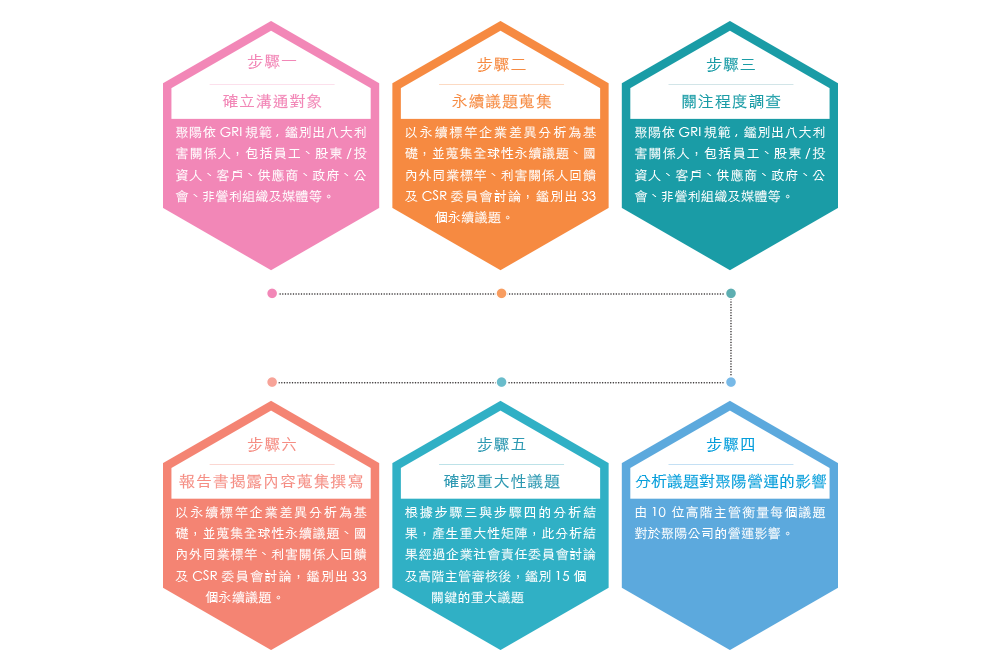 步驟一
確立溝通對象
聚陽依 GRI 規範，鑑別出八大利
害關係人，包括員工、股東 /投
資人、客戶、供應商、政府、公
會、非營利組織及媒體等。
步驟二
永續議題蒐集
以永續標竿企業差異分析為基
礎，並蒐集全球性永續議題、國
內外同業標竿、利害關係人回饋
及 CSR 委員會討論，鑑別出 33
個永續議題。
步驟三
關注程度調查
聚陽依 GRI 規範，鑑別出八大利
害關係人，包括員工、股東 /投
資人、客戶、供應商、政府、公
會、非營利組織及媒體等。
步驟四
分析議題對聚陽營運的影響
由 10 位高階主管衡量每個議題
對於聚陽公司的營運影響。
步驟五
確認重大性議題
根據步驟三與步驟四的分析結
果，產生重大性矩陣，此分析結
果經過企業社會責任委員會討論
及高階主管審核後，鑑別 15 個
關鍵的重大議題
步驟六
報告書揭露內容蒐集撰寫
以永續標竿企業差異分析為基
礎，並蒐集全球性永續議題、國
內外同業標竿、利害關係人回饋
及 CSR 委員會討論，鑑別出 33
個永續議題。